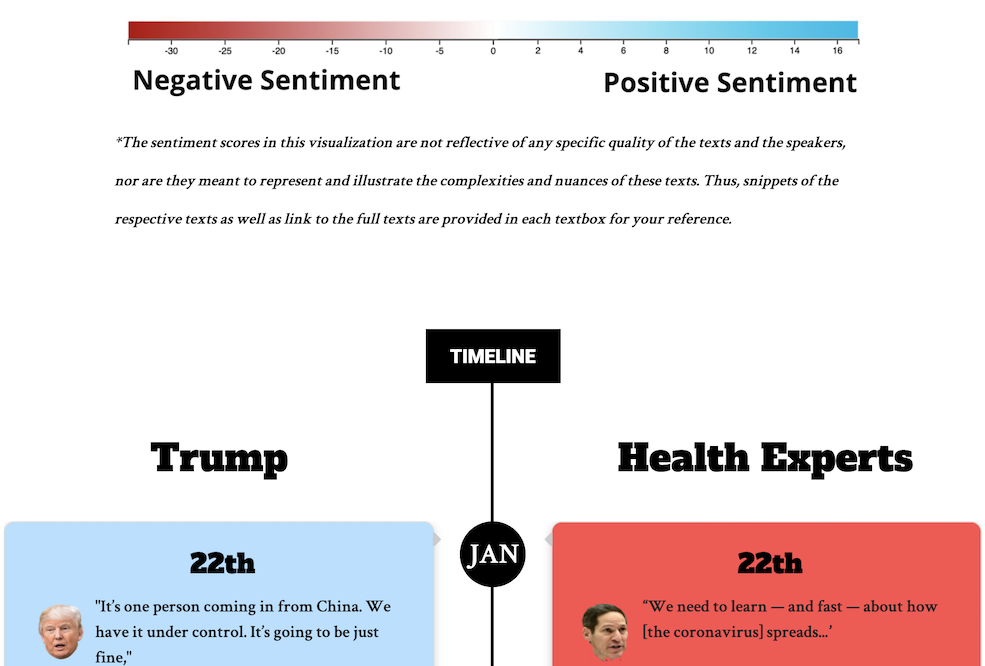 -30 -25 -20 -15 -10 -5 0 2 4 6 8 10 12 14 16
Negative Sentiment Positive Sentiment
*The sentiment scores in this visualization are not reflective of any specific quality of the texts and the speakers,
nor are they meant to represent and illustrate the complexities and nuances of these texts. Thus, snippets of the
respective texts as well as link to the full texts are provided in each textbox for your reference.
TIMELINE
Trump
Health Experts
JAN
22th
"It’s one person coming in from China. We
have it under control. It’s going to be just
fine,"
22th
“We need to learn — and fast — about how
[the coronavirus] spreads...’